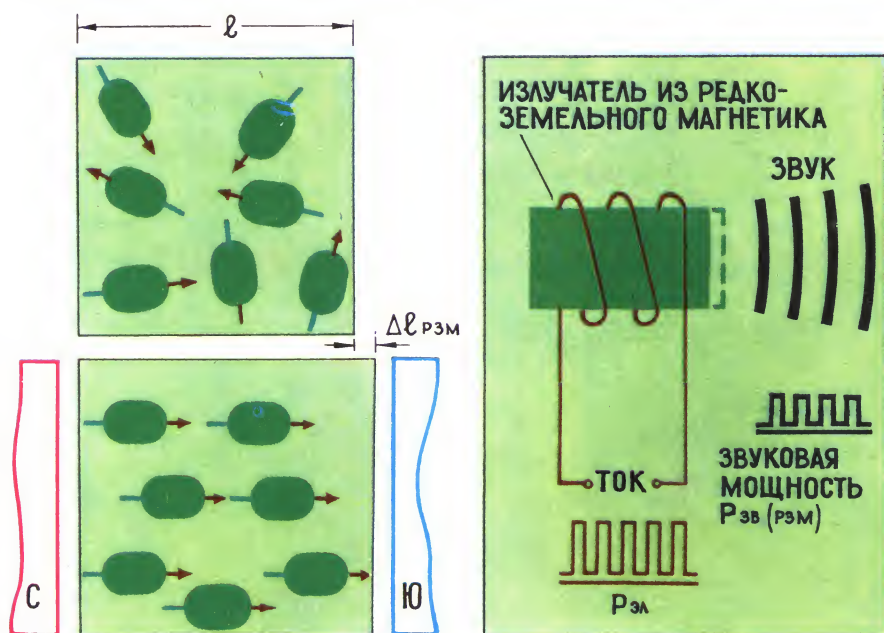 ℓ
Δℓ РЗМ
С
Ю
ИЗЛУЧАТЕЛЬ ИЗ РЕДКО-
ЗЕМЕЛЬНОГО МАГНЕТИКА
ЗВУК
ТОК
Pэл
ЗВУКОВАЯ
МОЩНОСТЬ
Pзв (РЗМ)